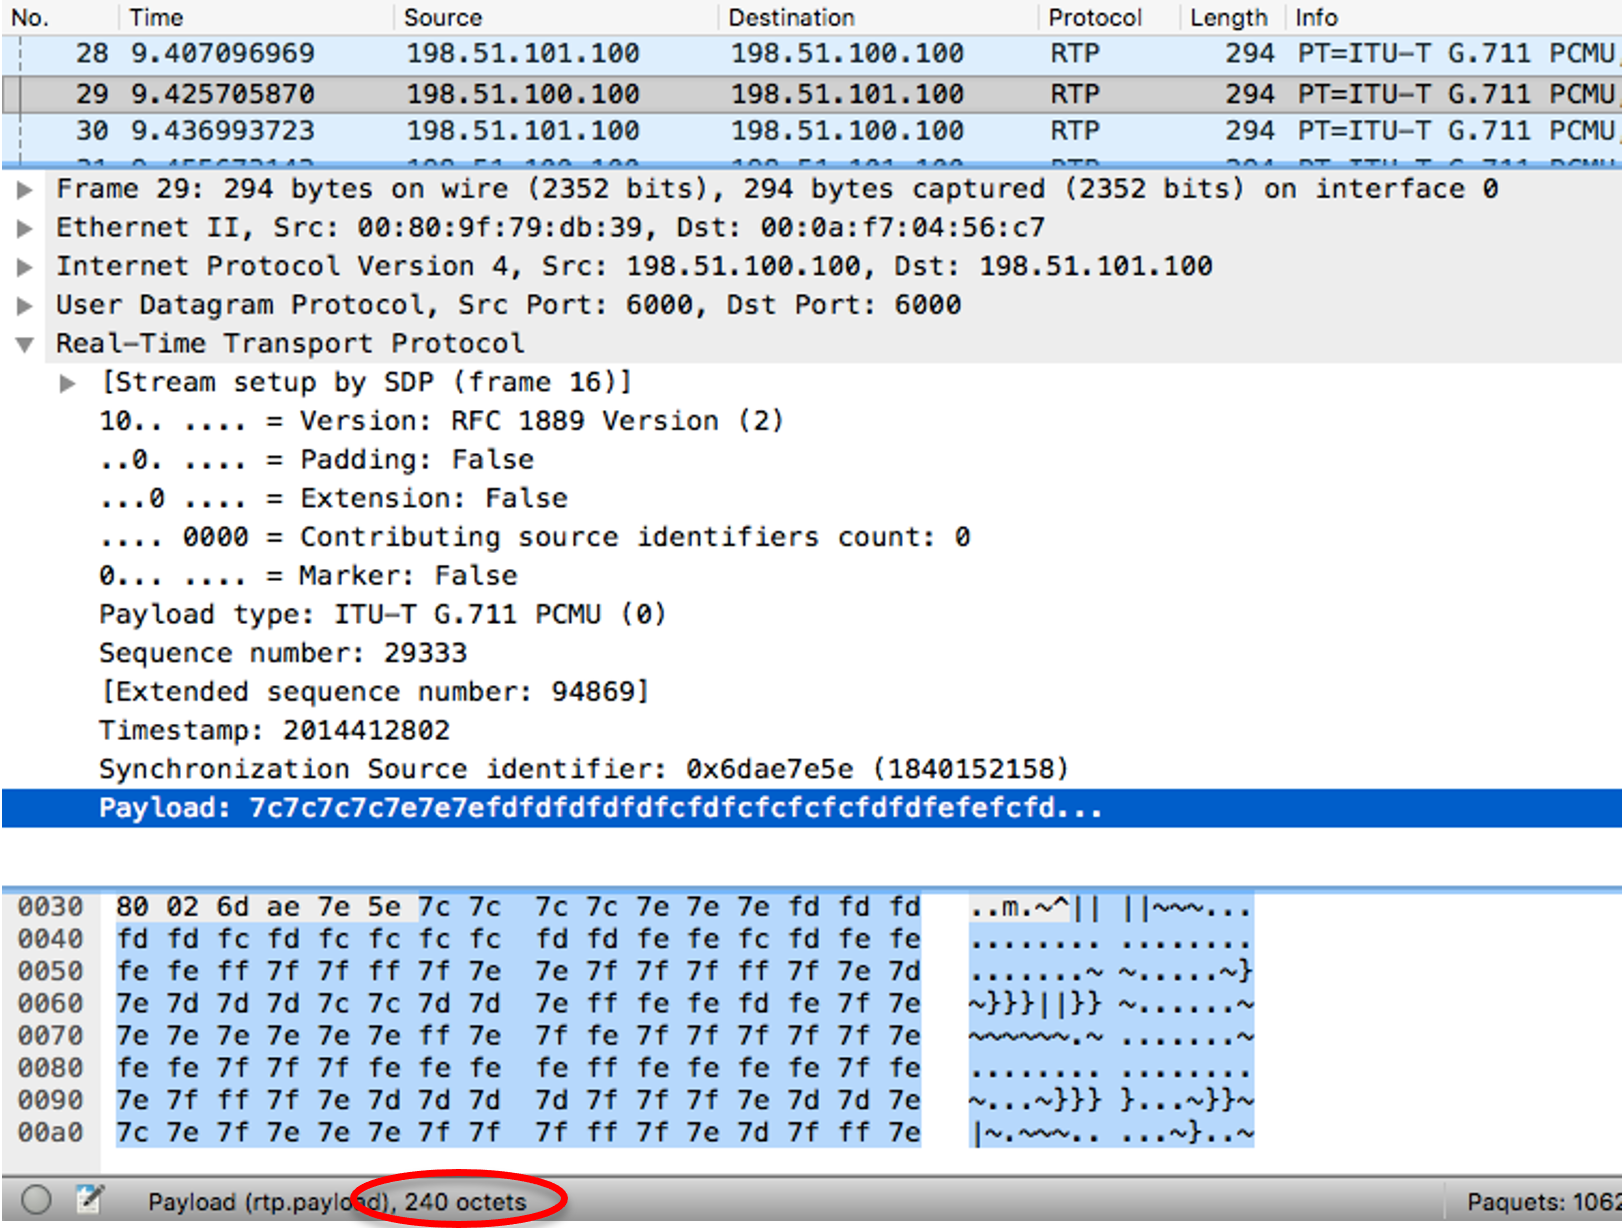 No. Time Source Destination Protocol Length Info
28 9.407096969 198.51.101.100 198.51.100.100 RTP 294 PT=ITU-T G.711 PCMU,
29 9.425705870 198.51.100.100 198.51.101.100 RTP 294 PT=ITU-T G.711 PCMU,
30 9.436993723 198.51.101.100 198.51.100.100 RTP 294 PT=ITU-T G.711 PCMU,
Frame 29: 294 bytes on wire (2352 bits), 294 bytes captured (2352 bits) on interface 0
Ethernet II, Src: 00:80:9f:79:db:39, Dst: 00:0a:f7:04:56:c7
Internet Protocol Version 4, Src: 198.51.100.100, Dst: 198.51.101.100
User Datagram Protocol, Src Port: 6000, Dst Port: 6000
Real-Time Transport Protocol
[Stream setup by SDP (frame 16)]
10.. .... = Version: RFC 1889 Version (2)
..0. .... = Padding: False
...0 .... = Extension: False
.... 0000 = Contributing source identifiers count: 0
0... .... = Marker: False
Payload type: ITU-T G.711 PCMU (0)
Sequence number: 29333
[Extended sequence number: 94869]
Timestamp: 2014412802
Synchronization Source identifier: 0x6dae7e5e (1840152158)
Payload: 7c7c7c7c7e7e7efdfdfdfdfdfcfdfcfcfcfcfdfdfefefcfd...
0030 80 02 6d ae 7e 5e 7c 7c 7c 7c 7e 7e 7e fd fd fd ..m.~^|| ||~~~...
0040 fd fd fc fd fc fc fc fc fd fd fe fe fc fd fe fe ........ ........
0050 fe fe ff 7f 7f ff 7f 7e 7e 7f 7f 7f ff 7f 7e 7d .......~ ~.....~}
0060 7e 7d 7d 7d 7c 7c 7d 7d 7e ff fe fe fd fe 7f 7e ~}}}||}} ~......~
0070 7e 7e 7e 7e 7e 7e ff 7e 7f fe 7f 7f 7f 7f 7f 7e ~~~~~~.~ .......~
0080 fe fe 7f 7f 7f fe fe fe fe ff fe fe fe fe 7f fe ........ ........
0090 7e 7f ff 7f 7e 7d 7d 7d 7d 7f 7f 7f 7e 7d 7d 7e ~...~}}} }...~}}~
00a0 7c 7e 7f 7e 7e 7e 7f 7f 7f ff 7f 7e 7d 7f ff 7e |~.~~~.. ...~}..~
Payload (rtp.payload), 240 octets Paquets: 1062